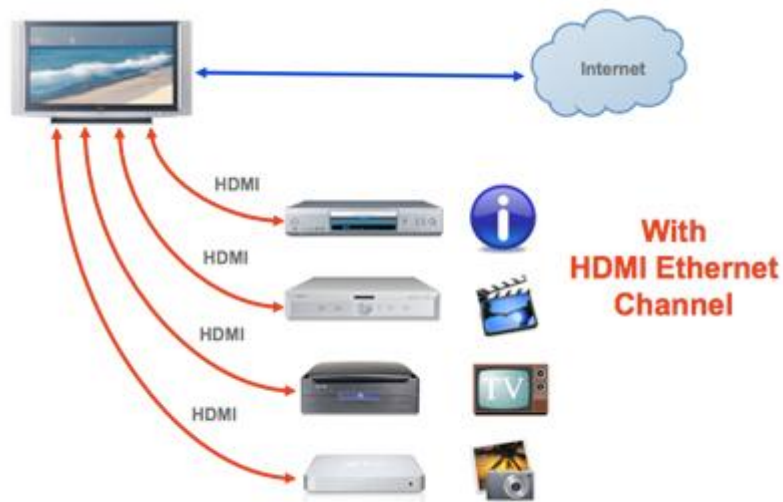 Internet
HDMI
With
HDMI Ethernet
Channel
HDMI
HDMI
TV
HDMI